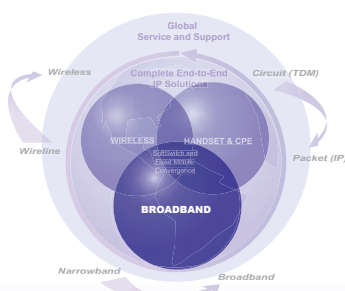 Global
Service and Support
Wireless
Complete End-to-End
IP Solutions
Circuit (TDM)
WIRELESS
HANDSET & CPE
Softswitch and
Fixed Mobile
Convergence
Wireline
Packet (IP)
BROADBAND
Narrowband
Broadband